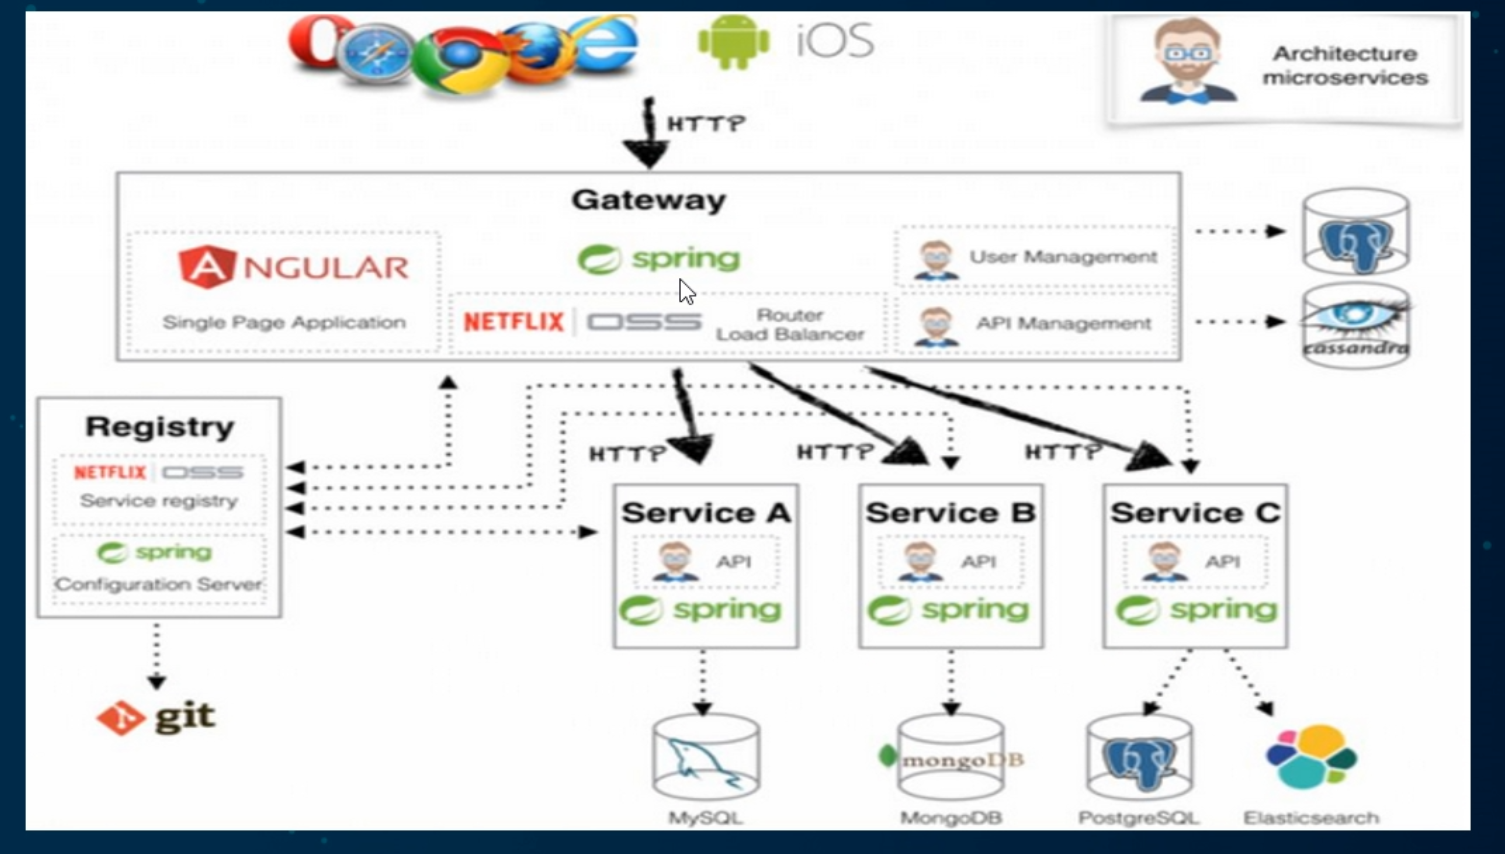 iOS
Architecture
microservices
HTTP
Gateway
ANGULAR
Single Page Application
spring
NETFLIX OSS
Router
Load Balancer
User Management
API Management
cassandra
Registry
NETFLIX OSS
Service registry
spring
Configuration Server
git
HTTP
HTTP
HTTP
Service A
API
spring
Service B
API
spring
Service C
API
spring
MySQL
mongoDB
MongoDB
PostgreSQL
Elasticsearch